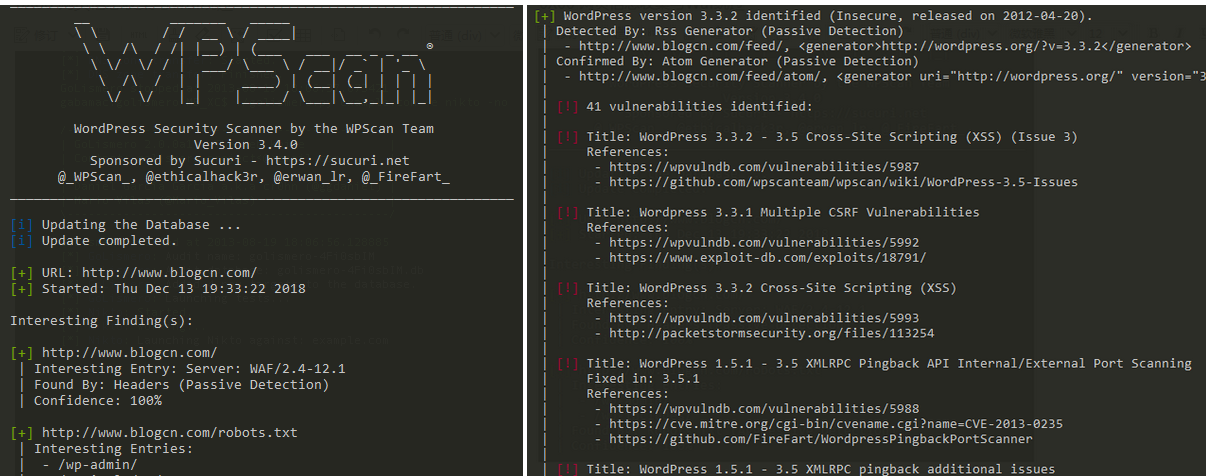 WPScan ®
WordPress Security Scanner by the WPScan Team
Version 3.4.0
Sponsored by Sucuri - https://sucuri.net
@_WPScan_, @ethicalhack3r, @erwan_lr, @_FireFart_
[i] Updating the Database ...
[i] Update completed.
[+] URL: http://www.blogcn.com/
[+] Started: Thu Dec 13 19:33:22 2018
Interesting Finding(s):
[+] http://www.blogcn.com/
| Interesting Entry: Server: WAF/2.4-12.1
| Found By: Headers (Passive Detection)
| Confidence: 100%
[+] http://www.blogcn.com/robots.txt
| Interesting Entries:
| - /wp-admin/
[+] WordPress version 3.3.2 identified (Insecure, released on 2012-04-20).
| Detected By: Rss Generator (Passive Detection)
| - http://www.blogcn.com/feed/, <generator>http://wordpress.org/?v=3.3.2</generator>
| Confirmed By: Atom Generator (Passive Detection)
| - http://www.blogcn.com/feed/atom/, <generator uri="http://wordpress.org/" version="3
| [!] 41 vulnerabilities identified:
| [!] Title: WordPress 3.3.2 - 3.5 Cross-Site Scripting (XSS) (Issue 3)
| References:
| - https://wpvulndb.com/vulnerabilities/5987
| - https://github.com/wpscanteam/wpscan/wiki/WordPress-3.5-Issues
| [!] Title: Wordpress 3.3.1 Multiple CSRF Vulnerabilities
| References:
| - https://wpvulndb.com/vulnerabilities/5992
| - https://www.exploit-db.com/exploits/18791/
| [!] Title: WordPress 3.3.2 Cross-Site Scripting (XSS)
| References:
| - https://wpvulndb.com/vulnerabilities/5993
| - http://packetstormsecurity.org/files/113254
| [!] Title: WordPress 1.5.1 - 3.5 XMLRPC Pingback API Internal/External Port Scanning
| Fixed in: 3.5.1
| References:
| - https://wpvulndb.com/vulnerabilities/5988
| - https://cve.mitre.org/cgi-bin/cvename.cgi?name=CVE-2013-0235
| - https://github.com/FireFart/WordpressPingbackPortScanner
| [!] Title: WordPress 1.5.1 - 3.5 XMLRPC pingback additional issues